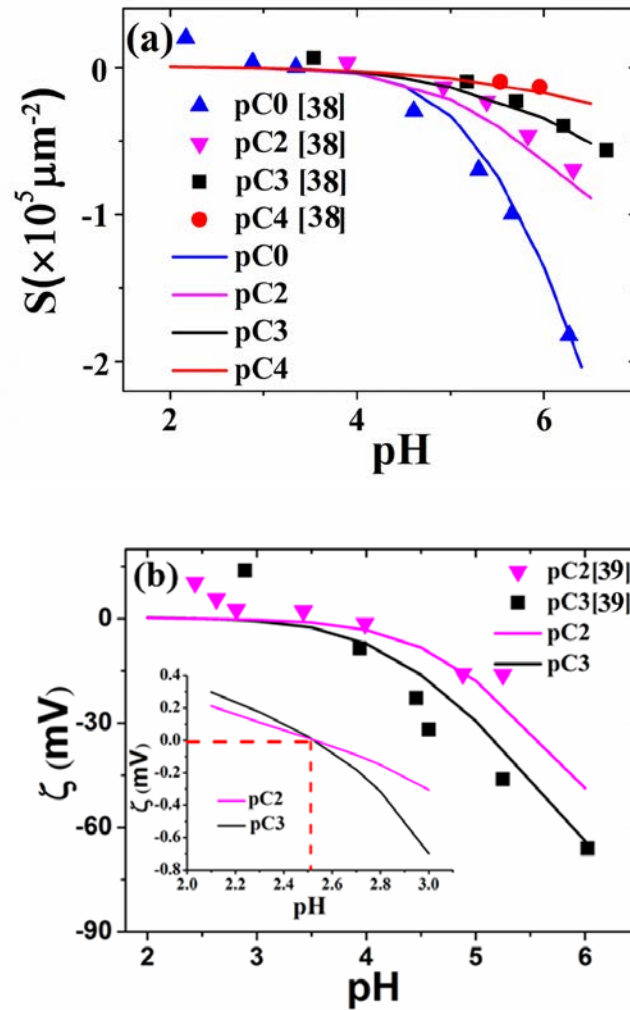 (a)
0
-1
-2
S(×10⁵ μm⁻²)
pC0 [38]
pC2 [38]
pC3 [38]
pC4 [38]
pC0
pC2
pC3
pC4
2 4 6
pH
(b)
0
-30
-60
-90
ζ (mV)
pC2[39]
pC3[39]
pC2
pC3
0.4
0.2
0.0
-0.2
-0.4
-0.6
-0.8
ζ (mV)
pC2
pC3
2.0 2.2 2.4 2.6 2.8 3.0
pH
2 3 4 5 6
pH